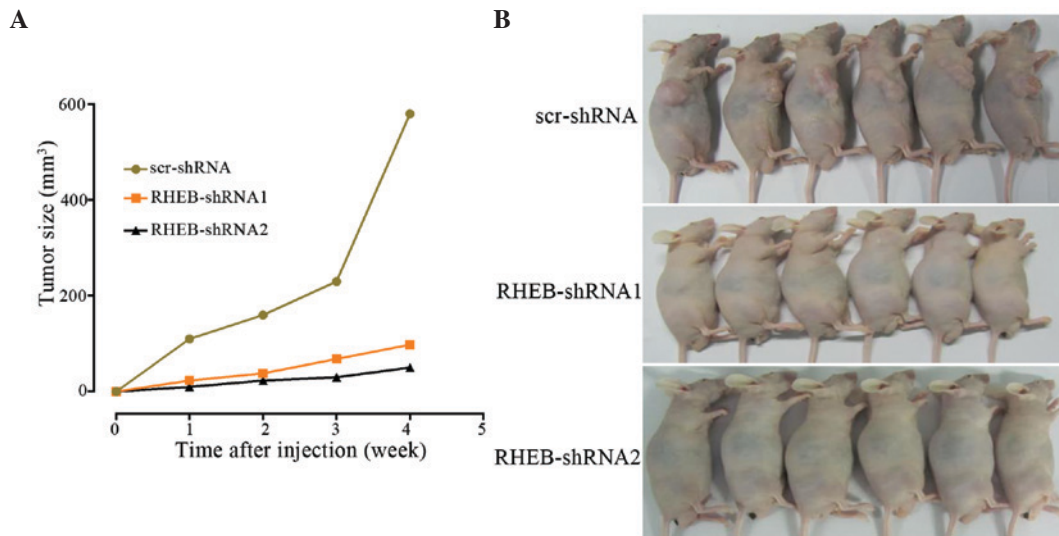 A
B
600
400
200
0
Tumor size (mm³)
scr-shRNA
RHEB-shRNA1
RHEB-shRNA2
0 1 2 3 4 5
Time after injection (week)
scr-shRNA
RHEB-shRNA1
RHEB-shRNA2